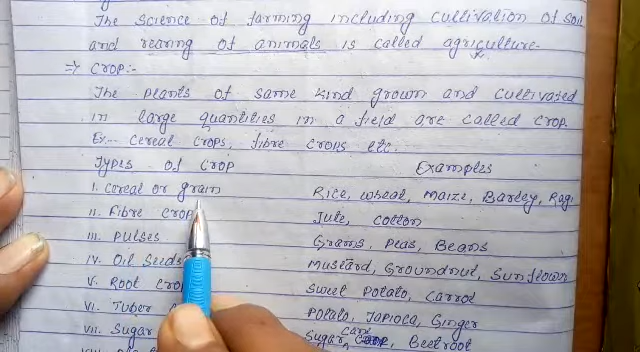 The science of farming including cultivation of soil
and rearing of animals is called agriculture.
⇒ Crop:-
The plants of same kind grown and cultivated
in large quantities in a field are called crop.
Ex:- Cereal crops, fibre crops etc.
Types of crop Examples
I. Cereal or grain Rice, wheat, Maize, Barley, Ragi
II. Fibre crop Jute, cotton
III. Pulses Grams, Peas, Beans
IV. Oil seeds Mustard, Groundnut, Sunflown
V. Root cro Sweet Potato, Carrot
VI. Tuber Potato, Tapioca, Ginger
VII. Sugar Sugar cane, Beetroot